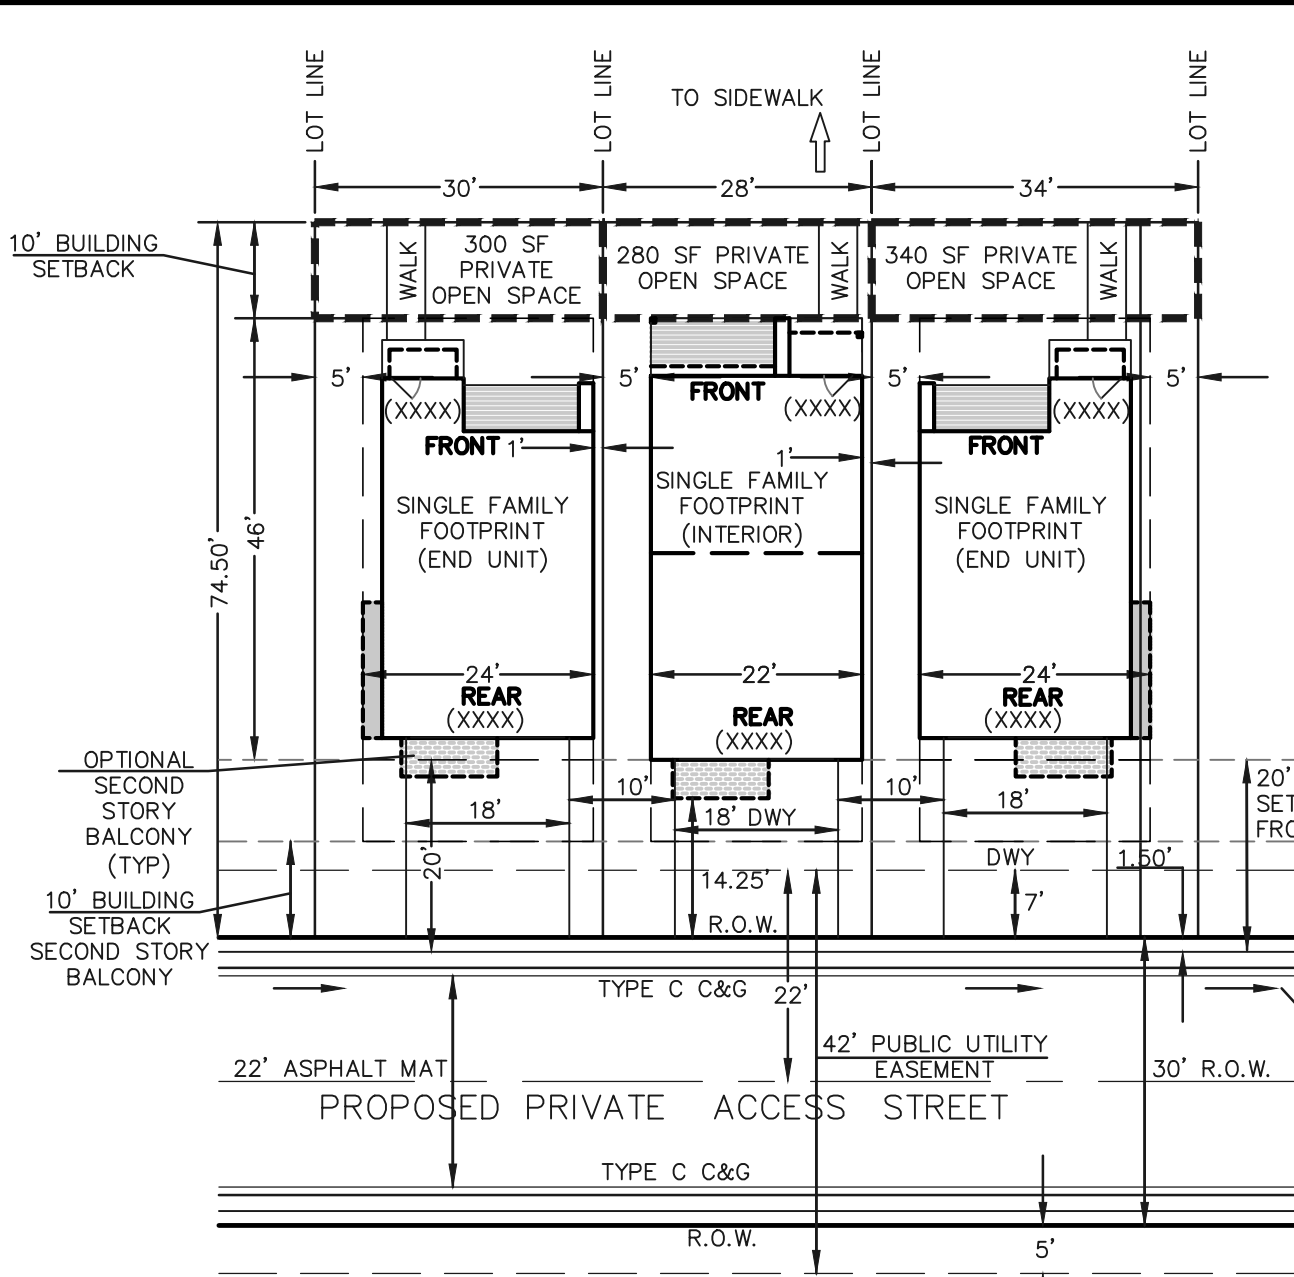 LOT LINE
LOT LINE
LOT LINE
LOT LINE
TO SIDEWALK
30'
28'
34'
10' BUILDING
SETBACK
WALK
300 SF
PRIVATE
OPEN SPACE
280 SF PRIVATE
OPEN SPACE
WALK
340 SF PRIVATE
OPEN SPACE
WALK
5'
5'
5'
5'
(XXXX)
FRONT
1'
FRONT
(XXXX)
1'
(XXXX)
FRONT
SINGLE FAMILY
FOOTPRINT
(END UNIT)
SINGLE FAMILY
FOOTPRINT
(INTERIOR)
SINGLE FAMILY
FOOTPRINT
(END UNIT)
74.50'
46'
24'
REAR
(XXXX)
22'
REAR
(XXXX)
24'
REAR
(XXXX)
OPTIONAL
SECOND
STORY
BALCONY
(TYP)
18'
10'
18' DWY
10'
18'
20'
SET
FRO
20'
14.25'
DWY
1.50'
7'
10' BUILDING
SETBACK
SECOND STORY
BALCONY
R.O.W.
TYPE C C&G
22'
42' PUBLIC UTILITY
EASEMENT
22' ASPHALT MAT
30' R.O.W.
PROPOSED PRIVATE ACCESS STREET
TYPE C C&G
R.O.W.
5'